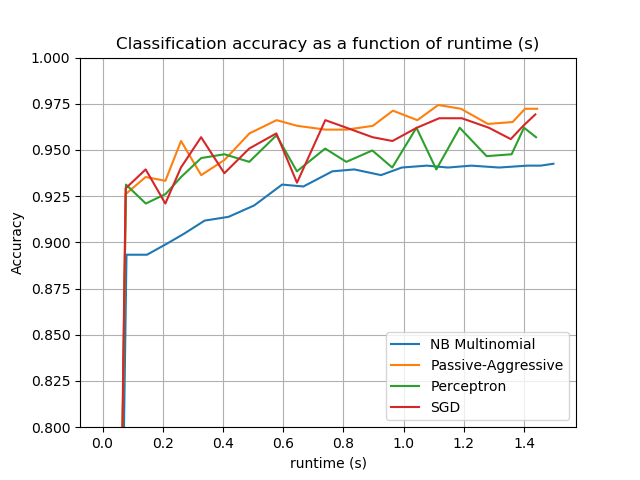 Classification accuracy as a function of runtime (s)
1.000
0.975
0.950
0.925
0.900
0.875
0.850
0.825
0.800
Accuracy
NB Multinomial
Passive-Aggressive
Perceptron
SGD
0.0 0.2 0.4 0.6 0.8 1.0 1.2 1.4
runtime (s)